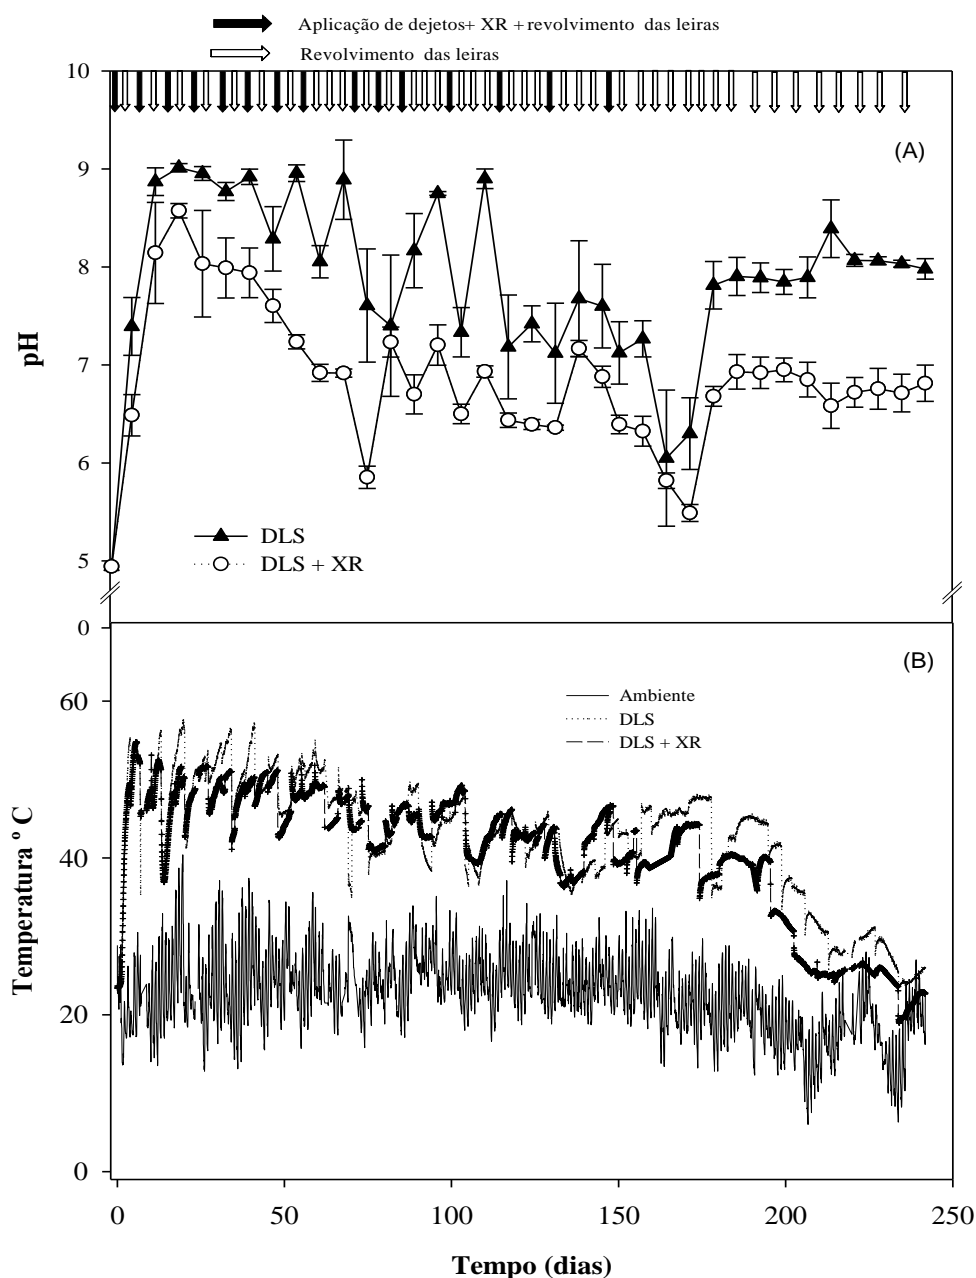 Aplicação de dejetos+ XR + revolvimento das leiras
Revolvimento das leiras
10
(A)
9
8
7
6
5
0
pH
DLS
DLS + XR
(B)
60
40
20
0
Temperatura º C
Ambiente
DLS
DLS + XR
0 50 100 150 200 250
Tempo (dias)